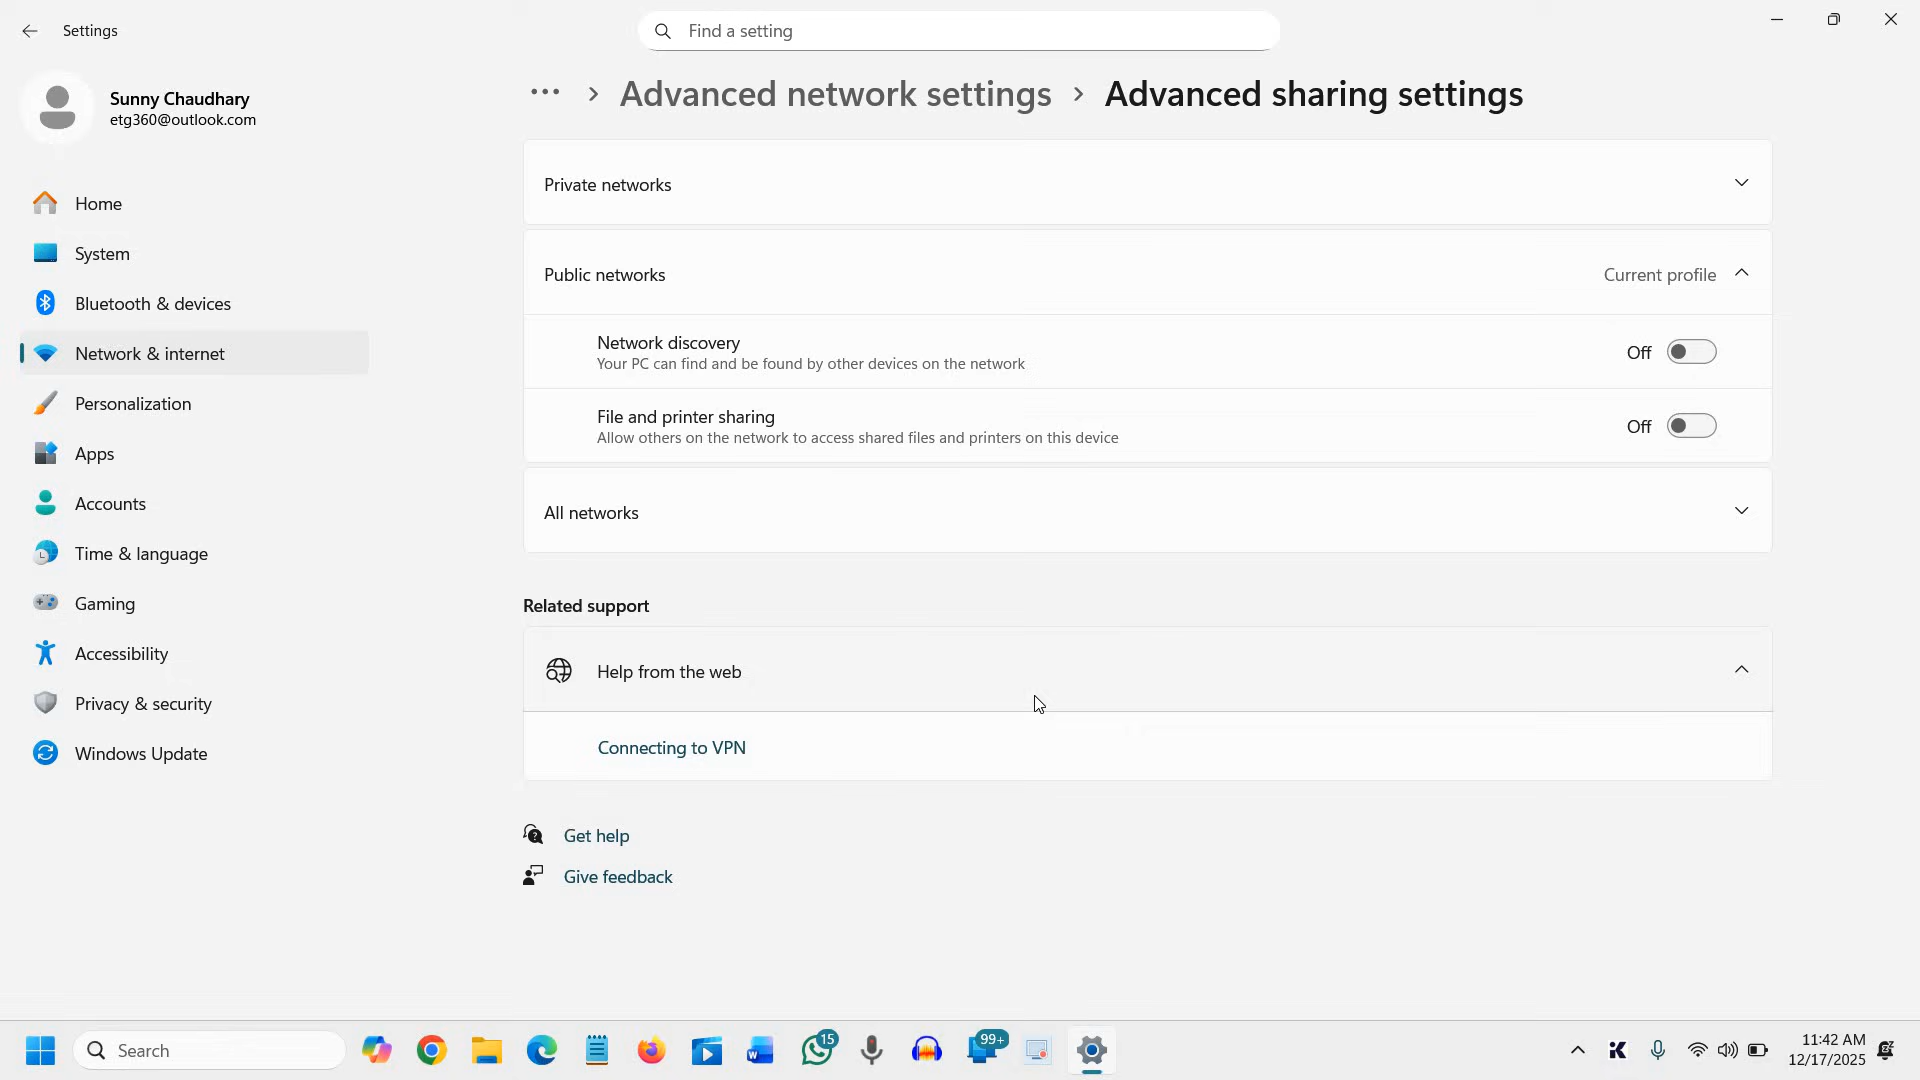 Settings
Find a setting
Sunny Chaudhary
etg360@outlook.com
Home
System
Bluetooth & devices
Network & internet
Personalization
Apps
Accounts
Time & language
Gaming
Accessibility
Privacy & security
Windows Update
... > Advanced network settings > Advanced sharing settings
Private networks
Public networks
Current profile
Network discovery
Your PC can find and be found by other devices on the network
Off
File and printer sharing
Allow others on the network to access shared files and printers on this device
Off
All networks
Related support
Help from the web
Connecting to VPN
Get help
Give feedback
Search
15
99+
11:42 AM
12/17/2025